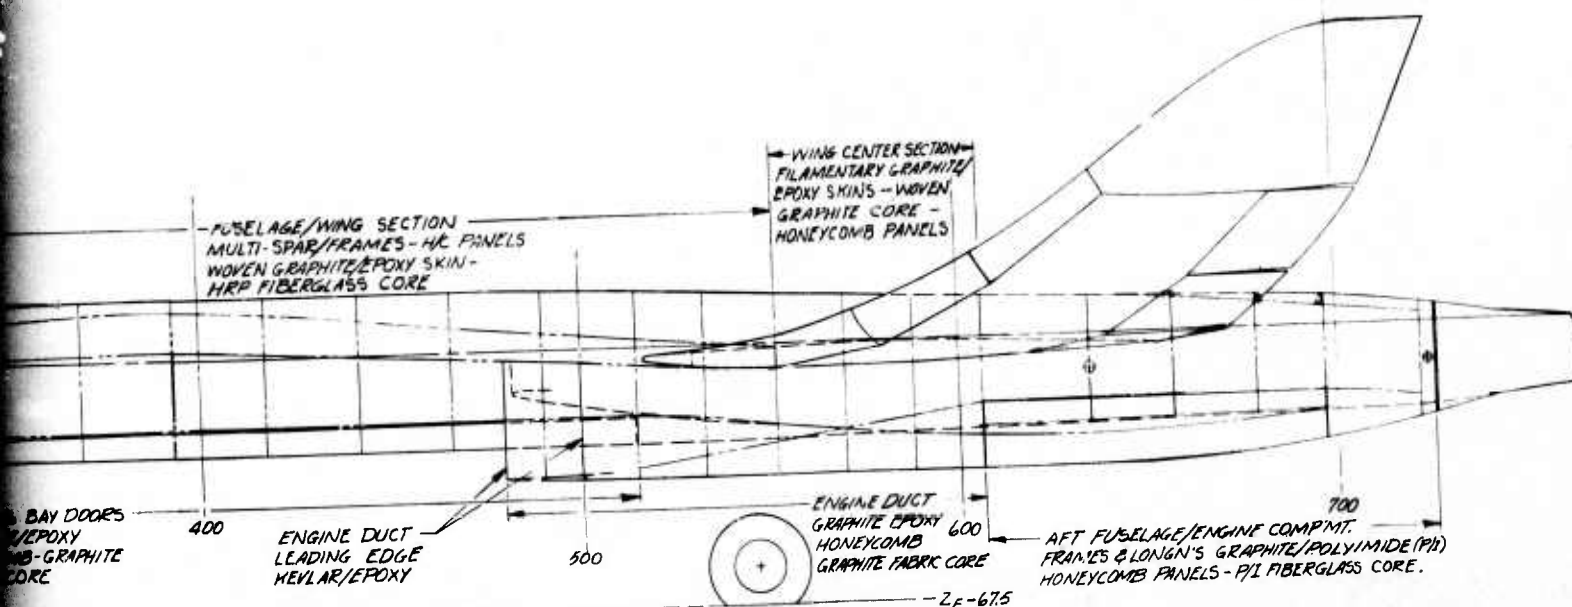 WING CENTER SECTION
FILAMENTARY GRAPHITE/
EPOXY SKINS - WOVEN
GRAPHITE CORE -
HONEYCOMB PANELS
FUSELAGE/WING SECTION
MULTI-SPAR/FRAMES - H/C PANELS
WOVEN GRAPHITE/EPOXY SKIN -
HRP FIBERGLASS CORE
BAY DOORS
/EPOXY
-GRAPHITE
CORE
400
ENGINE DUCT
LEADING EDGE
KEVLAR/EPOXY
500
ENGINE DUCT
GRAPHITE EPOXY
HONEYCOMB
GRAPHITE FABRIC CORE
600
700
AFT FUSELAGE/ENGINE COMP'MT.
FRAMES & LONGN'S GRAPHITE/POLYIMIDE (P/I)
HONEYCOMB PANELS - P/I FIBERGLASS CORE.
Z_F -67.5